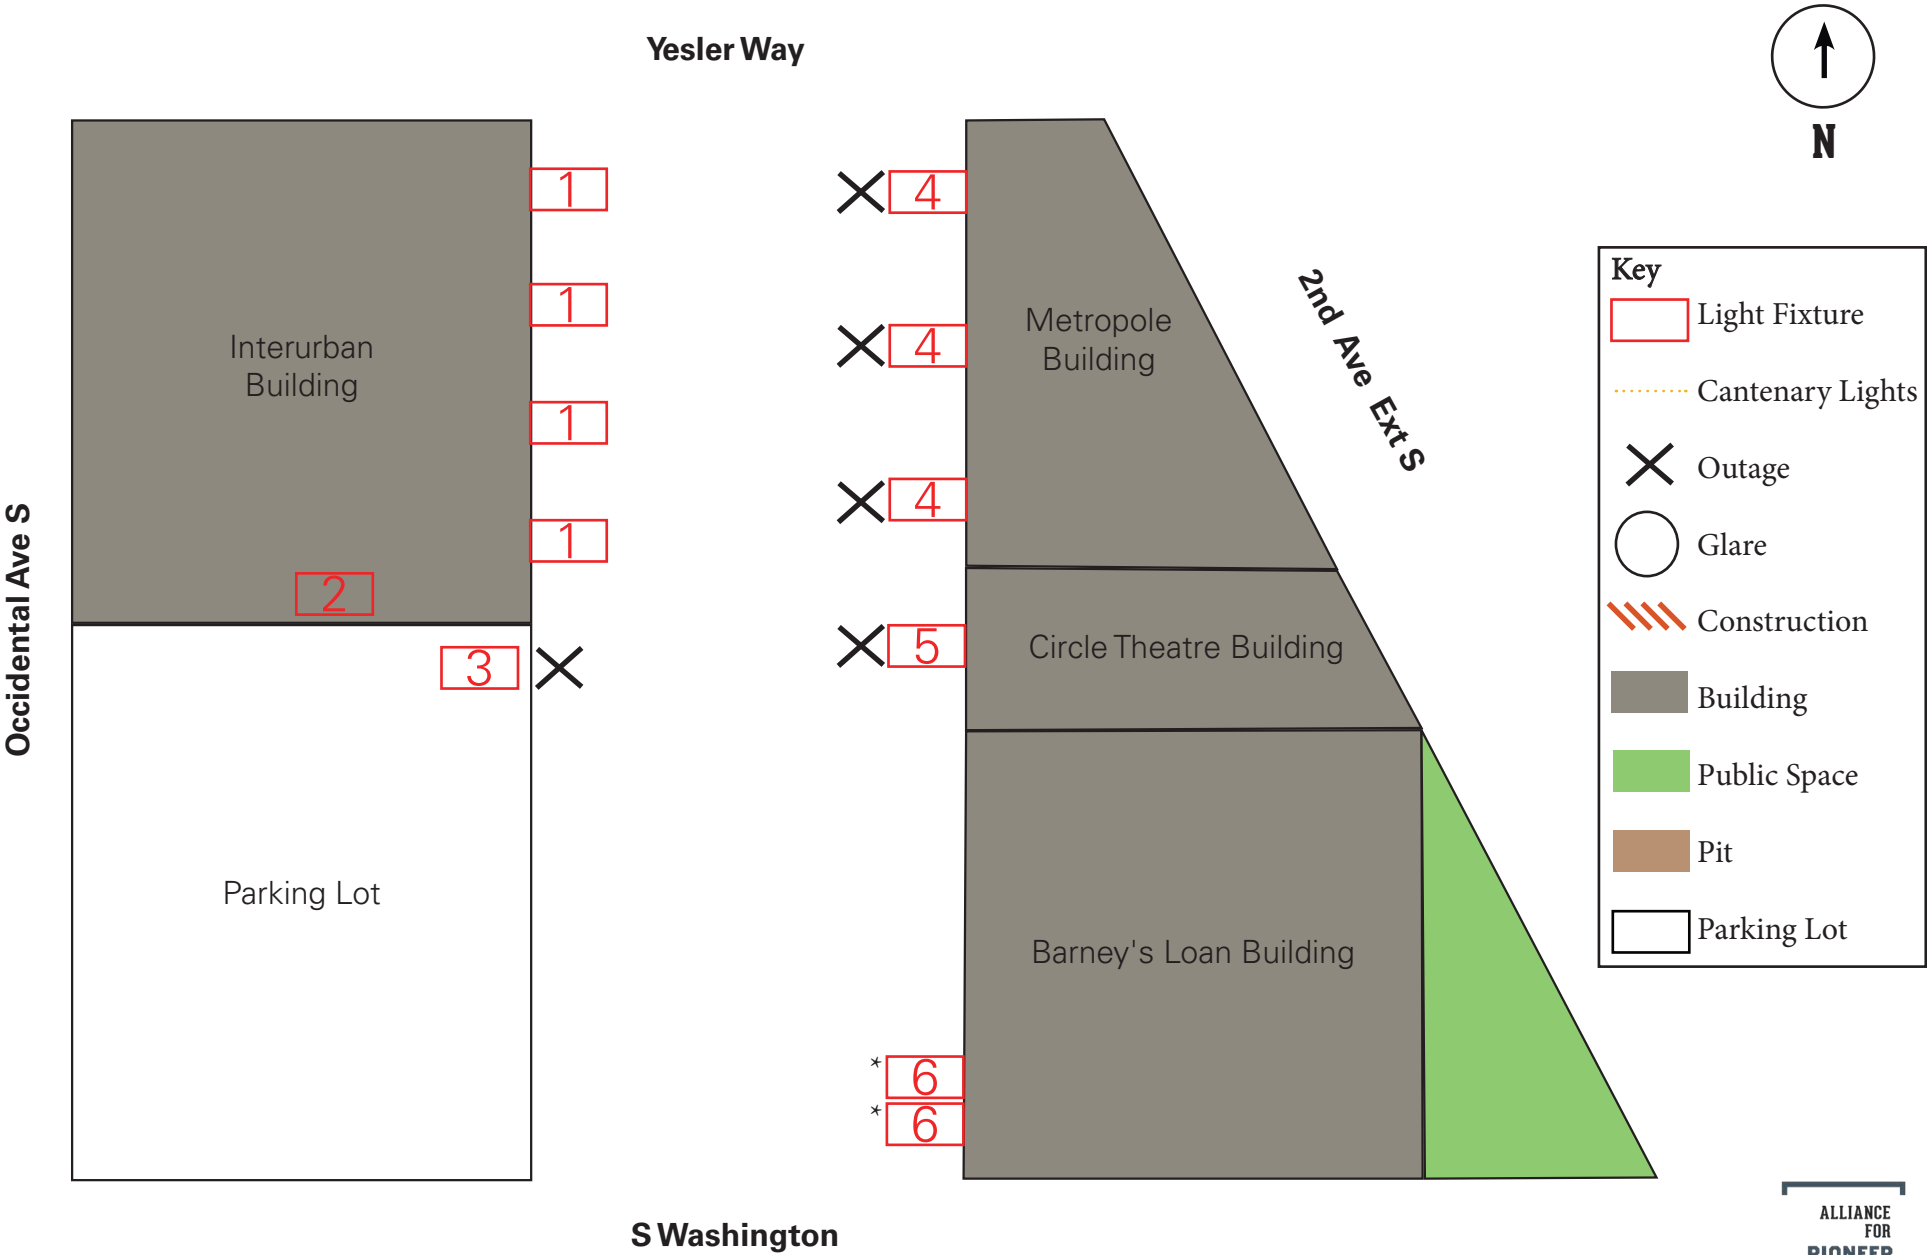 Yesler Way
N
1
4
Key
Light Fixture
1
Metropole
Building
2nd Ave Ext S
Interurban
Building
4
Cantenary Lights
1
Outage
4
1
Glare
2
Occidental Ave S
3
5
Circle Theatre Building
Construction
Building
Public Space
Pit
Parking Lot
Parking Lot
Barney's Loan Building
* 6
* 6
S Washington
ALLIANCE
FOR
PIONEER